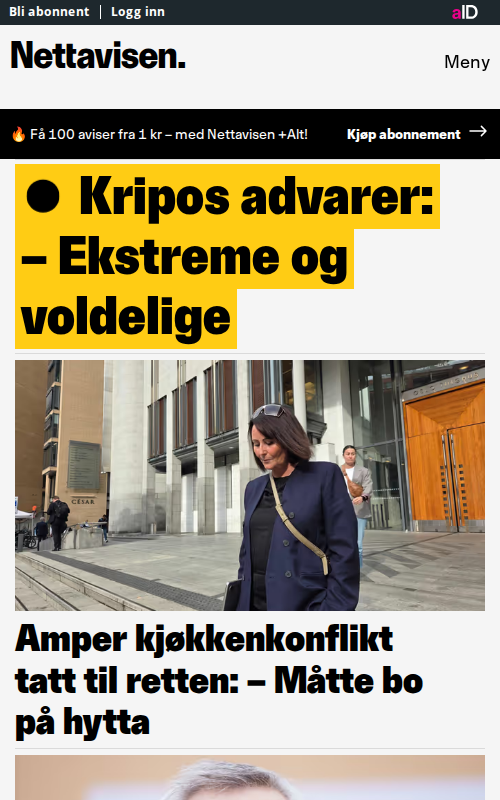 Bli abonnent | Logg inn
aID
Nettavisen.
Meny
🔥 Få 100 aviser fra 1 kr – med Nettavisen +Alt!
Kjøp abonnement →
● Kripos advarer:
– Ekstreme og
voldelige
CESAR
Amper kjøkkenkonflikt
tatt til retten: – Måtte bo
på hytta